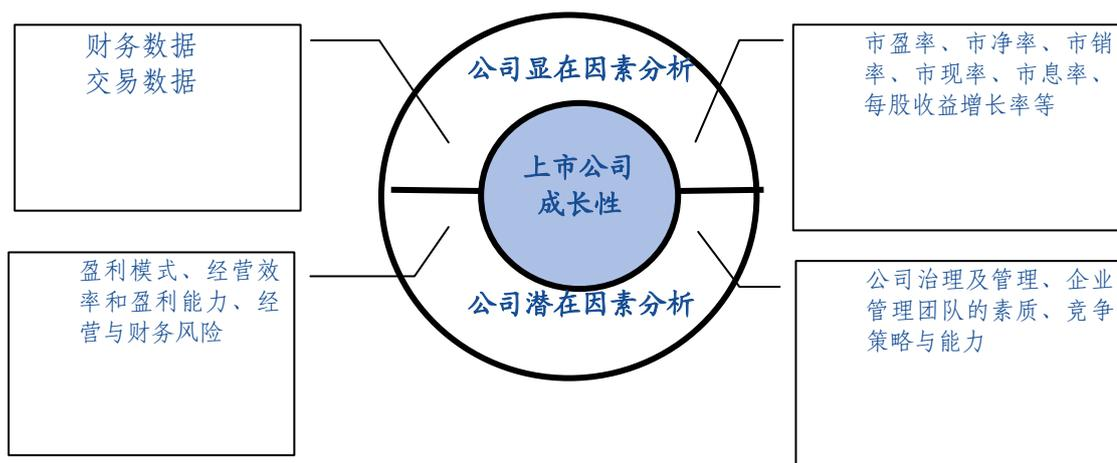 财务数据
交易数据
公司显在因素分析
市盈率、市净率、市销
率、市现率、市息率、
每股收益增长率等
上市公司
成长性
盈利模式、经营效
率和盈利能力、经
营与财务风险
公司潜在因素分析
公司治理及管理、企业
管理团队的素质、竞争
策略与能力